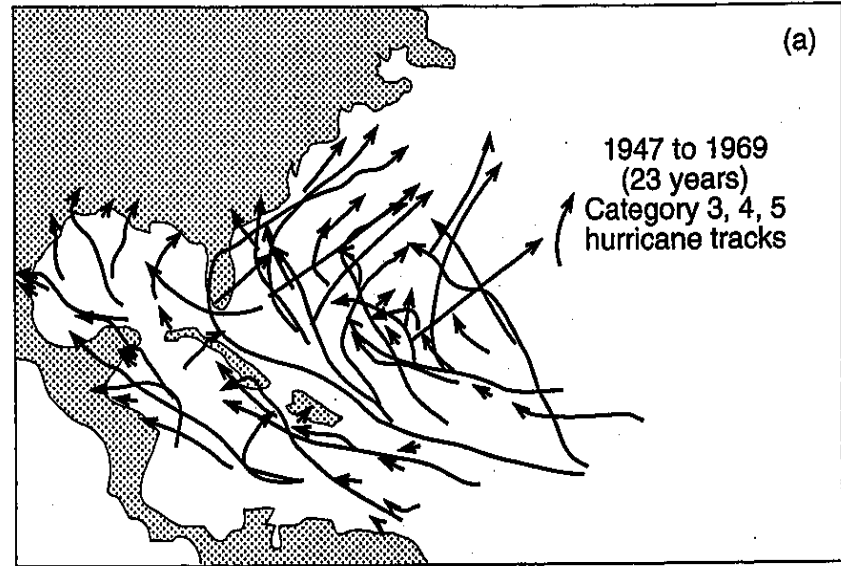 (a)
1947 to 1969
(23 years)
Category 3, 4, 5
hurricane tracks